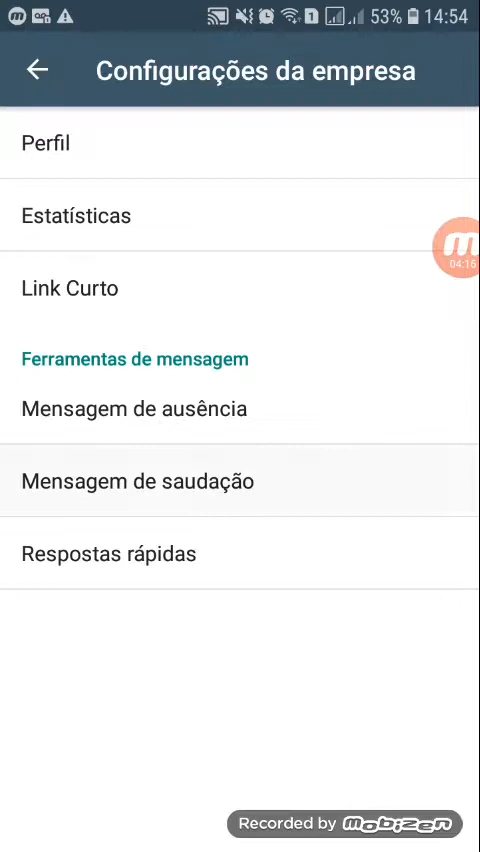 53% 14:54
Configurações da empresa
Perfil
Estatísticas
04:15
Link Curto
Ferramentas de mensagem
Mensagem de ausência
Mensagem de saudação
Respostas rápidas
Recorded by mobizen